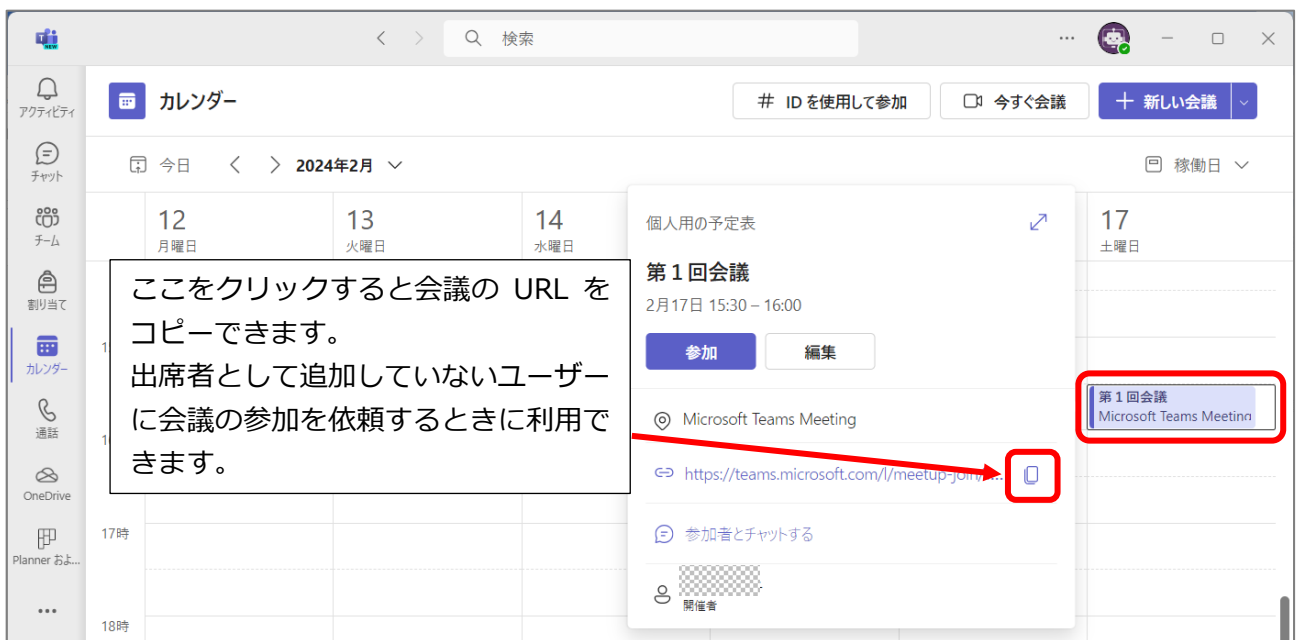 NEW
検索
アクティビティ
カレンダー
# ID を使用して参加
今すぐ会議
新しい会議
チャット
今日
2024年2月
稼働日
チーム
12
月曜日
13
火曜日
14
水曜日
17
土曜日
個人用の予定表
第1回会議
2月17日 15:30 – 16:00
参加
編集
Microsoft Teams Meeting
https://teams.microsoft.com/l/meetup-join/
参加者とチャットする
開催者
ここをクリックすると会議の URL を
コピーできます。
出席者として追加していないユーザー
に会議の参加を依頼するときに利用で
きます。
第1回会議
Microsoft Teams Meeting
割り当て
カレンダー
通話
OneDrive
Planner およ...
17時
18時